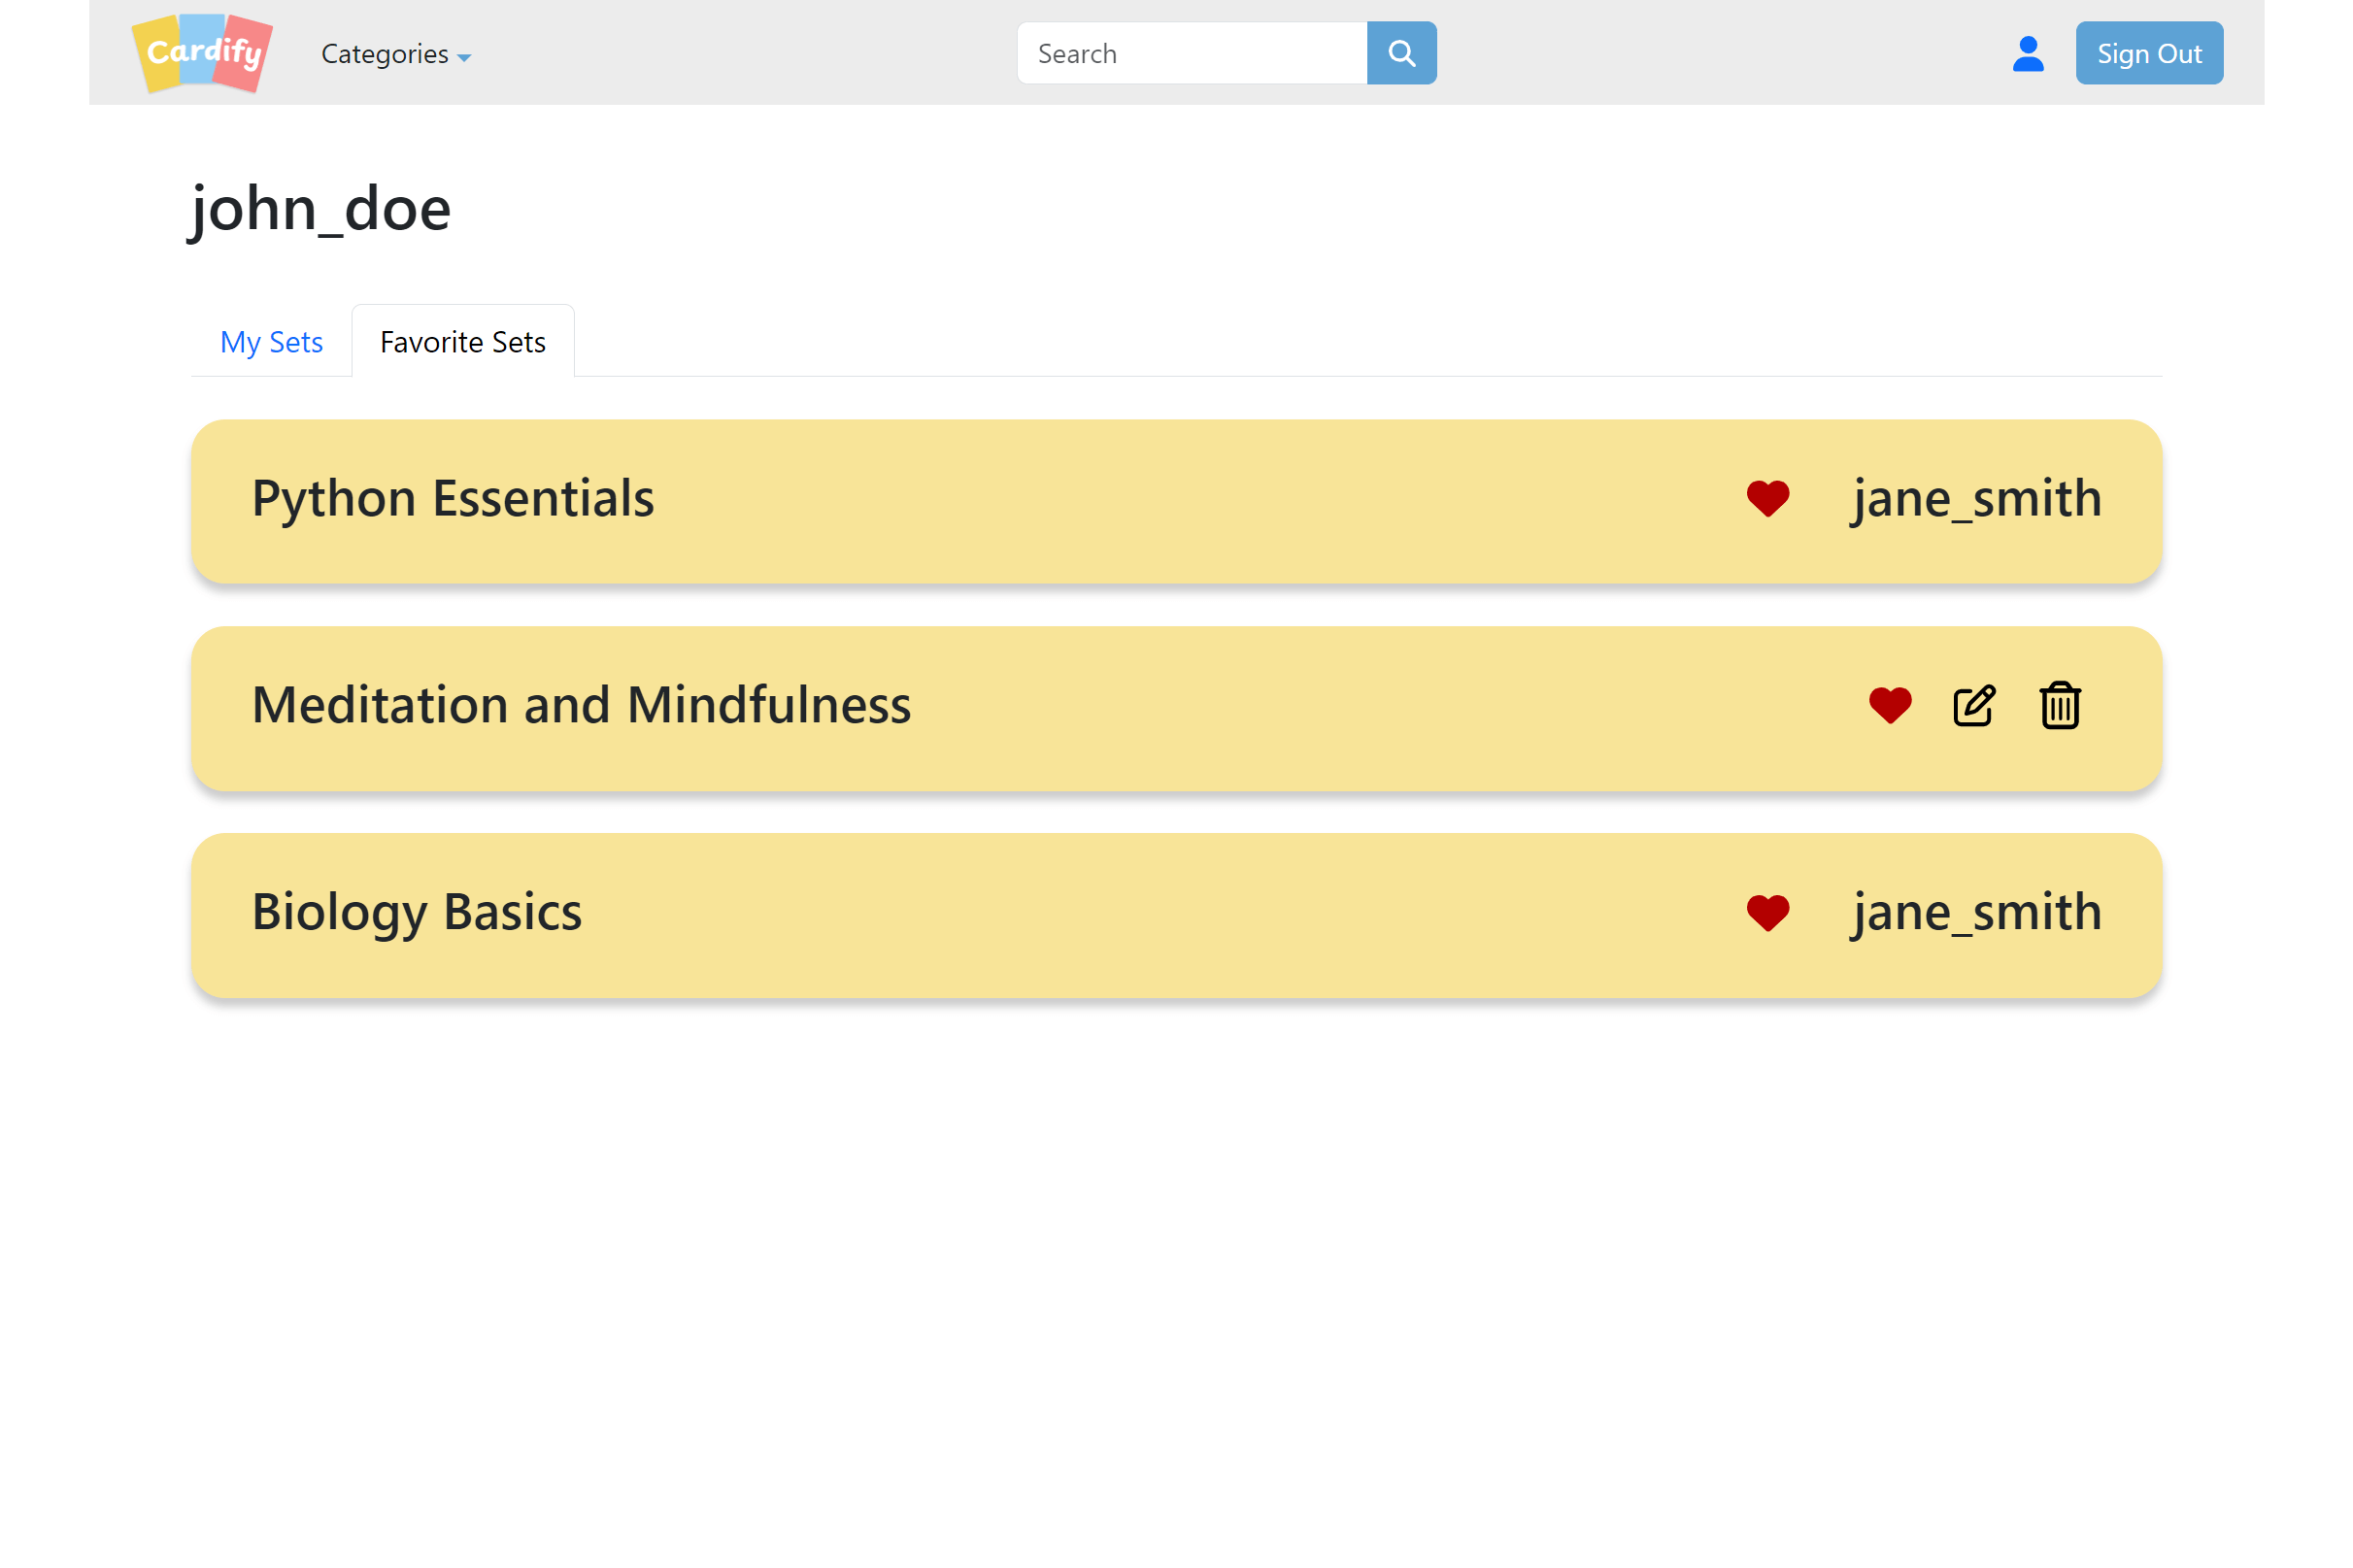 Cardify
Categories
Search
Sign Out
john_doe
My Sets
Favorite Sets
Python Essentials
jane_smith
Meditation and Mindfulness
Biology Basics
jane_smith